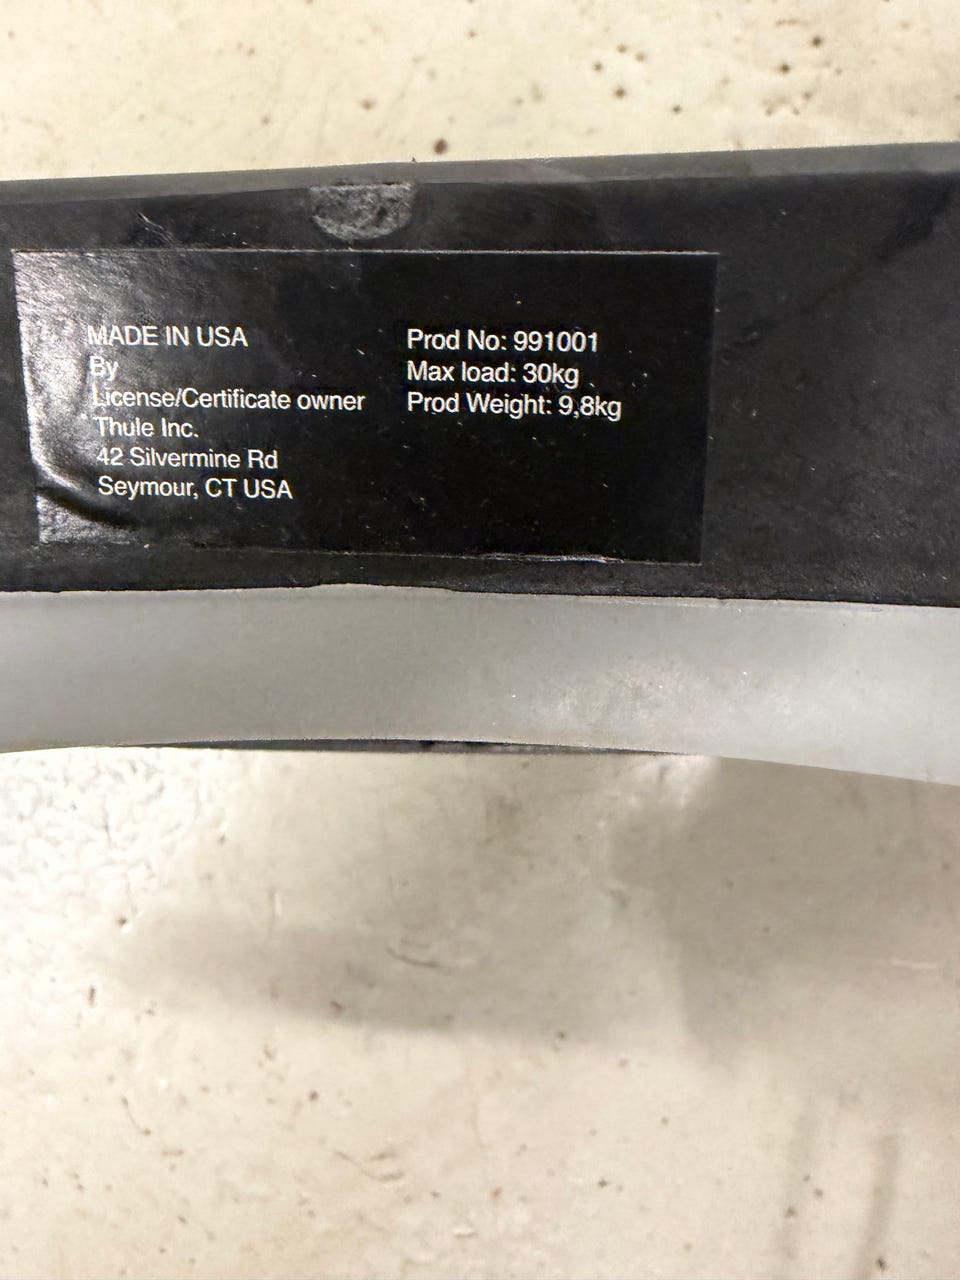 MADE IN USA
By
License/Certificate owner
Thule Inc.
42 Silvermine Rd
Seymour, CT USA
Prod No: 991001
Max load: 30kg
Prod Weight: 9,8kg